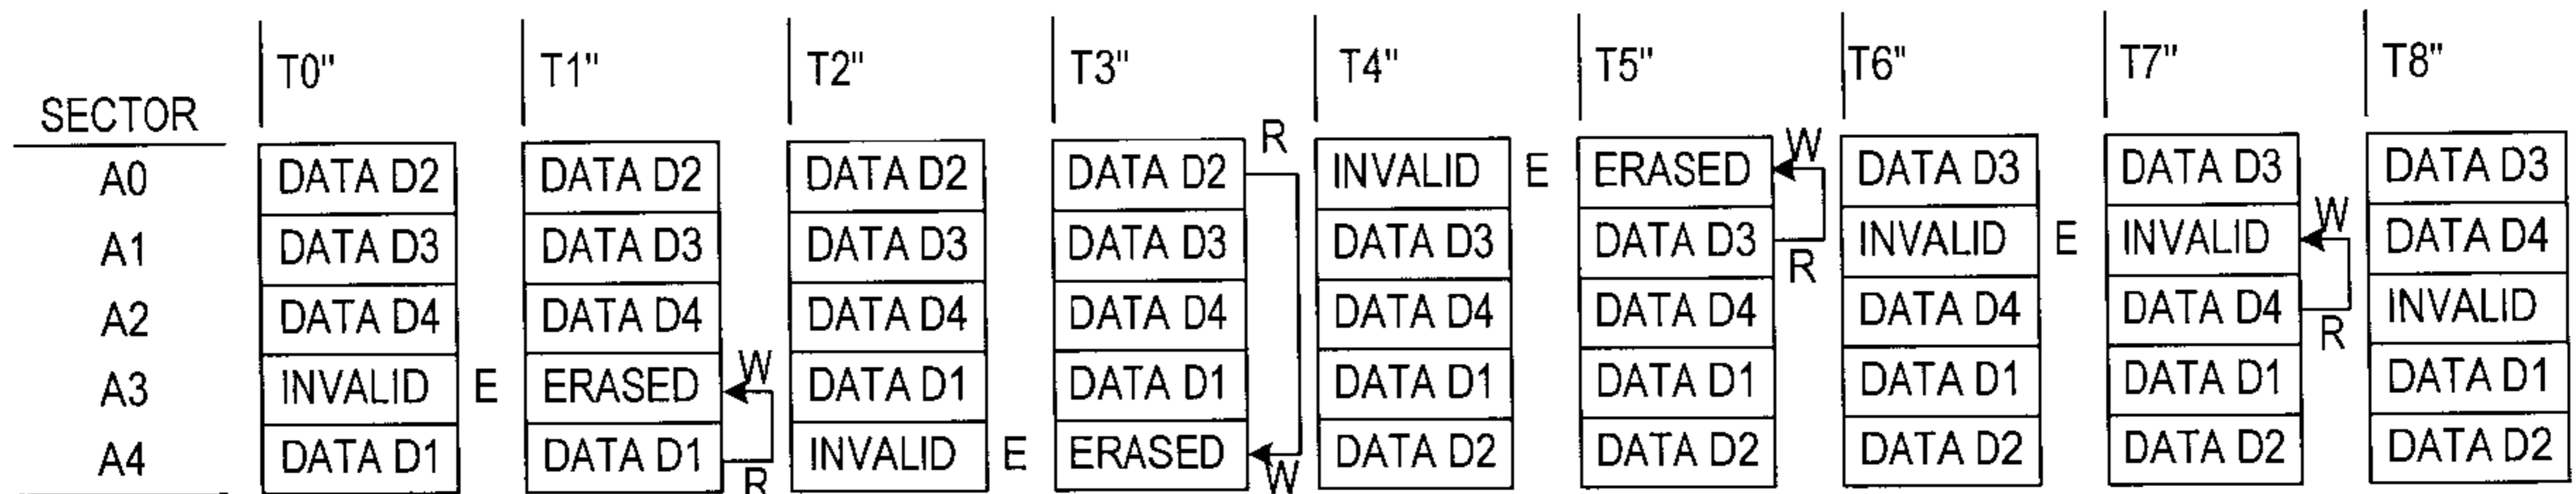 T0" T1" T2" T3" T4" T5" T6" T7" T8"
SECTOR
R
W
A0 DATA D2 DATA D2 DATA D2 DATA D2 INVALID E ERASED DATA D3 DATA D3 DATA D3
W
A1 DATA D3 DATA D3 DATA D3 DATA D3 DATA D3 DATA D3 INVALID E INVALID DATA D4
R
A2 DATA D4 DATA D4 DATA D4 DATA D4 DATA D4 DATA D4 DATA D4 DATA D4 INVALID
R
W
A3 INVALID E ERASED DATA D1 DATA D1 DATA D1 DATA D1 DATA D1 DATA D1 DATA D1
A4 DATA D1 DATA D1 INVALID E ERASED DATA D2 DATA D2 DATA D2 DATA D2 DATA D2
R W